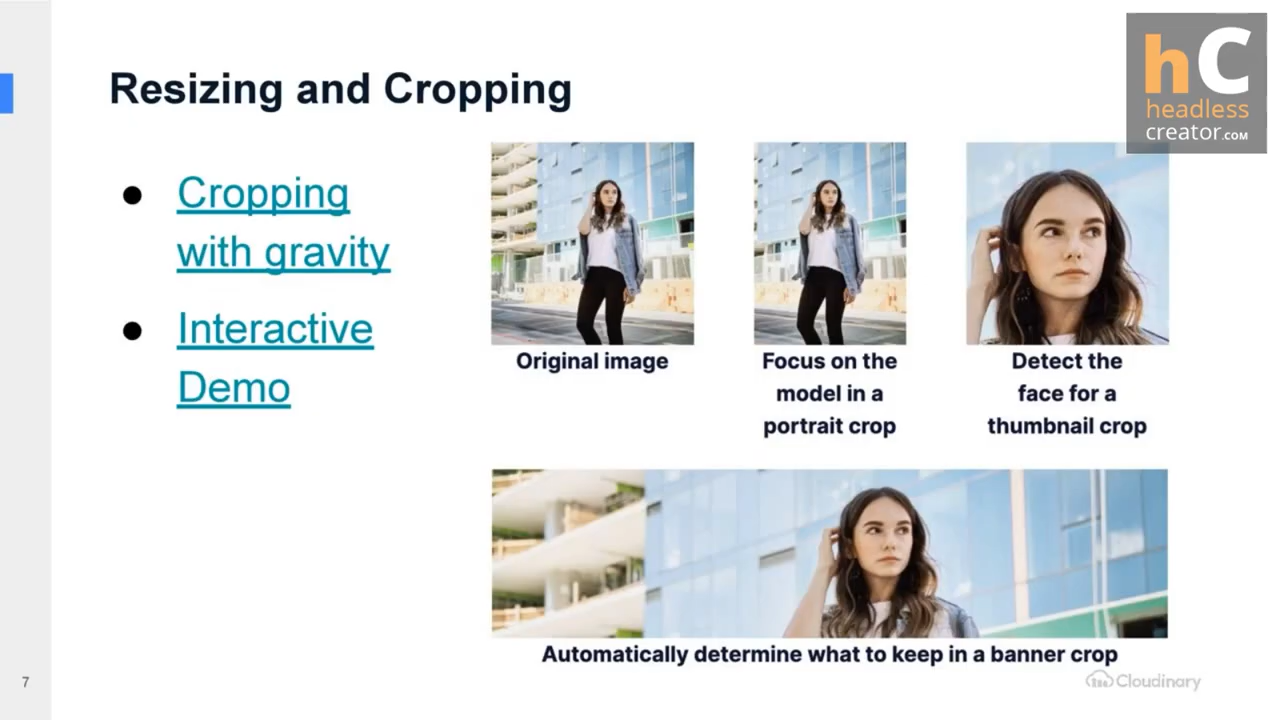 hC
headless
creator.com
Resizing and Cropping
Cropping
with gravity
Interactive
Demo
Original image
Focus on the
model in a
portrait crop
Detect the
face for a
thumbnail crop
Automatically determine what to keep in a banner crop
7
Cloudinary